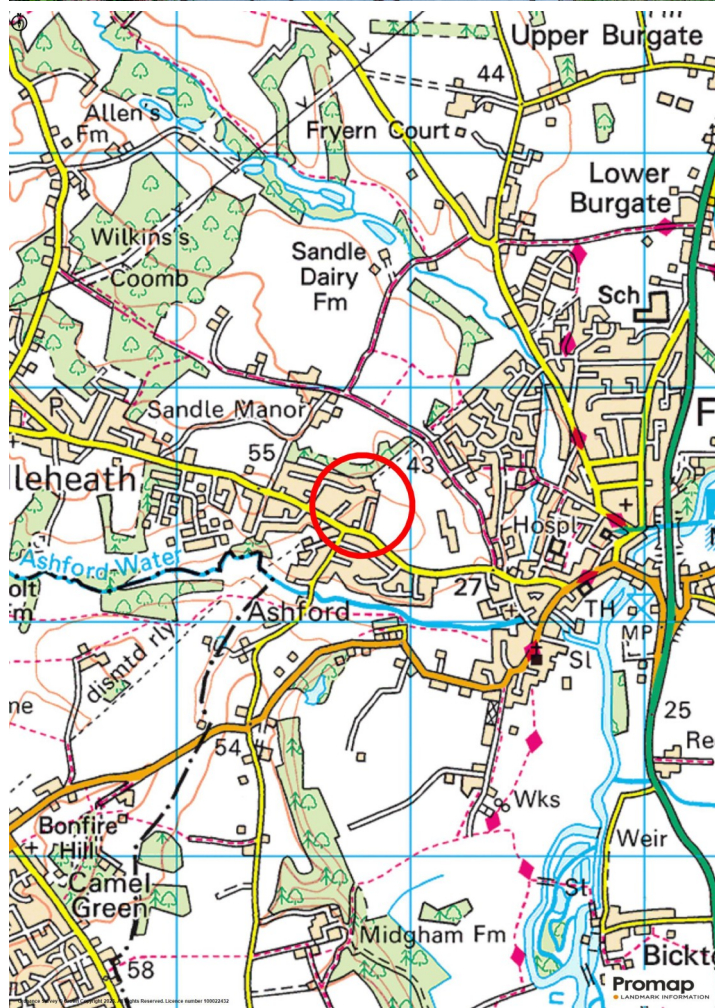 Upper Burgate
44
Allen's
Fm
Fryern Court
Lower
Burgate
Wilkins's
Coomb
Sandle
Dairy
Fm
Sch
P
Sandle Manor
F
55
43
lleheath
Hospl
Ashford Water
olt
m
27
Ashford
TH
MP
dismtd rly
Sl
ne
25
54
Re
Wks
Bonfire
Hill
Weir
Camel
Green
St
Midgham Fm
Bickt
58
Promap
LANDMARK INFORMATION